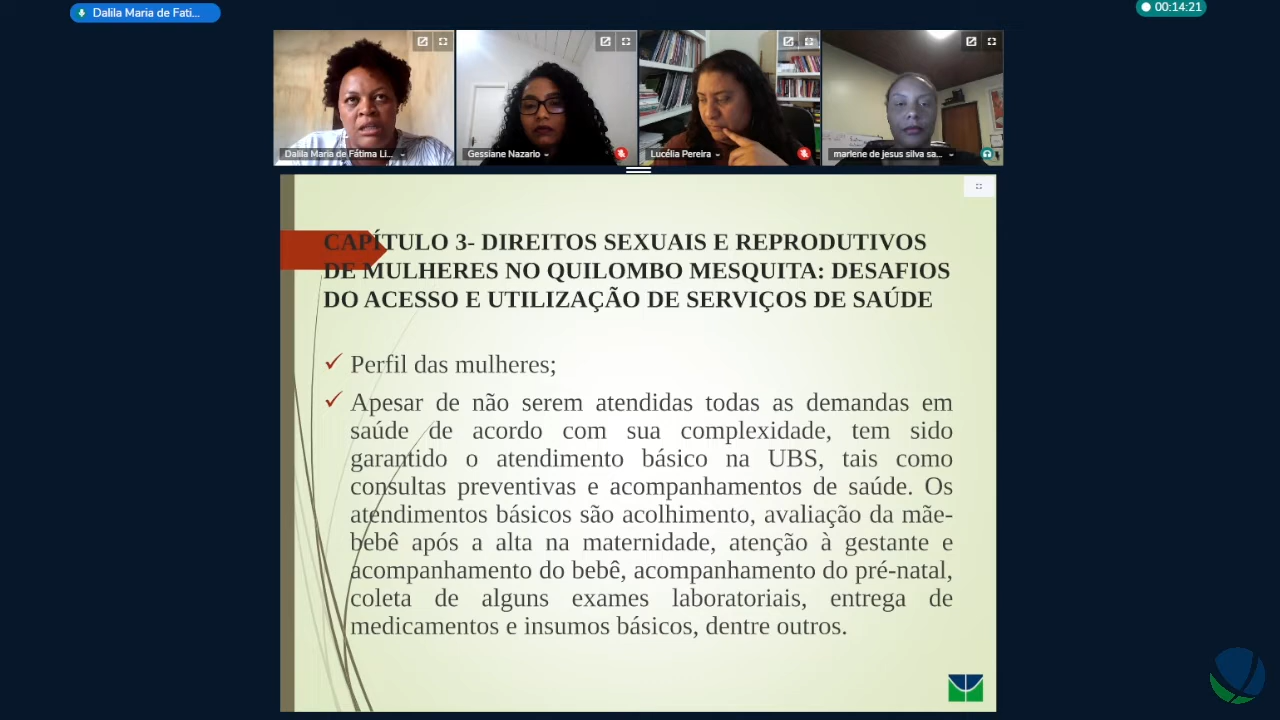 Dalila Maria de Fati...
00:14:21
Dalila Maria de Fátima Li...
Gessiane Nazario
Lucélia Pereira
marlene de jesus silva sa...
CAPÍTULO 3- DIREITOS SEXUAIS E REPRODUTIVOS
DE MULHERES NO QUILOMBO MESQUITA: DESAFIOS
DO ACESSO E UTILIZAÇÃO DE SERVIÇOS DE SAÚDE
Perfil das mulheres;
Apesar de não serem atendidas todas as demandas em
saúde de acordo com sua complexidade, tem sido
garantido o atendimento básico na UBS, tais como
consultas preventivas e acompanhamentos de saúde. Os
atendimentos básicos são acolhimento, avaliação da mãe-
bebê após a alta na maternidade, atenção à gestante e
acompanhamento do bebê, acompanhamento do pré-natal,
coleta de alguns exames laboratoriais, entrega de
medicamentos e insumos básicos, dentre outros.